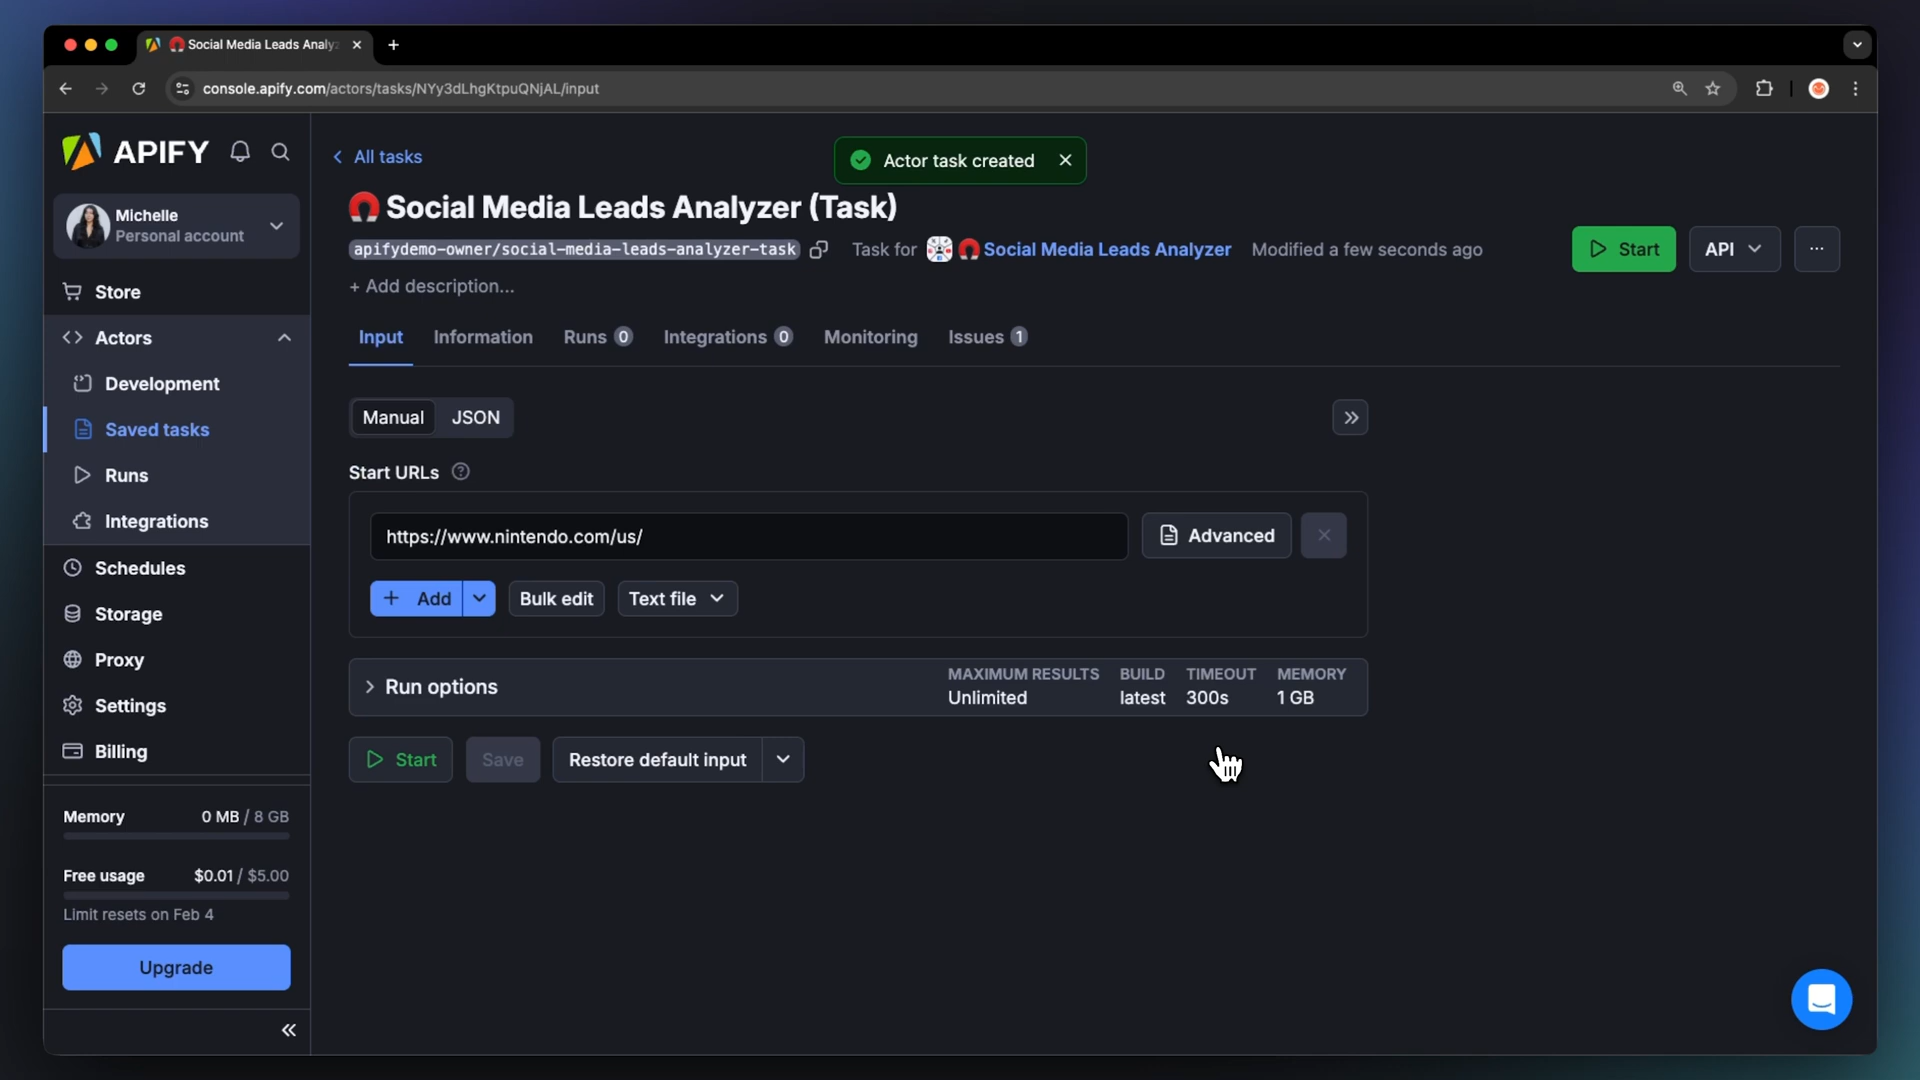 Social Media Leads Analyz
console.apify.com/actors/tasks/NYy3dLhgKtpuQNjAL/input
APIFY
Michelle
Personal account
Store
Actors
Development
Saved tasks
Runs
Integrations
Schedules
Storage
Proxy
Settings
Billing
Memory 0 MB / 8 GB
Free usage $0.01 / $5.00
Limit resets on Feb 4
Upgrade
All tasks
Actor task created
Social Media Leads Analyzer (Task)
apifydemo-owner/social-media-leads-analyzer-task Task for Social Media Leads Analyzer Modified a few seconds ago
Start API
+ Add description...
Input Information Runs 0 Integrations 0 Monitoring Issues 1
Manual JSON
Start URLs
https://www.nintendo.com/us/ Advanced
+ Add Bulk edit Text file
Run options
MAXIMUM RESULTS BUILD TIMEOUT MEMORY
Unlimited latest 300s 1 GB
Start Save Restore default input